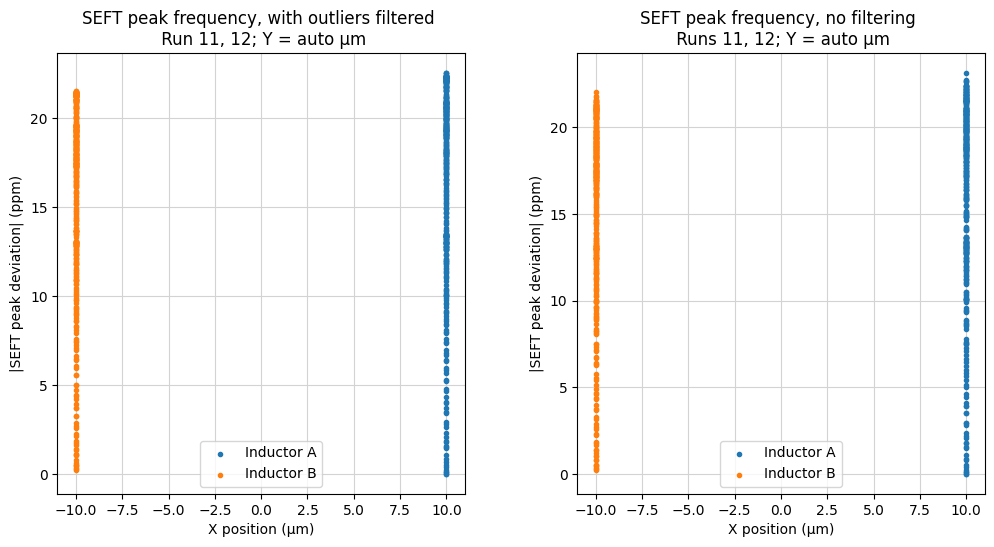 SEFT peak frequency, with outliers filtered
Run 11, 12; Y = auto μm
|SEFT peak deviation| (ppm)
20
15
10
5
0
Inductor A
Inductor B
−10.0 −7.5 −5.0 −2.5 0.0 2.5 5.0 7.5 10.0
X position (μm)
SEFT peak frequency, no filtering
Runs 11, 12; Y = auto μm
|SEFT peak deviation| (ppm)
20
15
10
5
0
Inductor A
Inductor B
−10.0 −7.5 −5.0 −2.5 0.0 2.5 5.0 7.5 10.0
X position (μm)